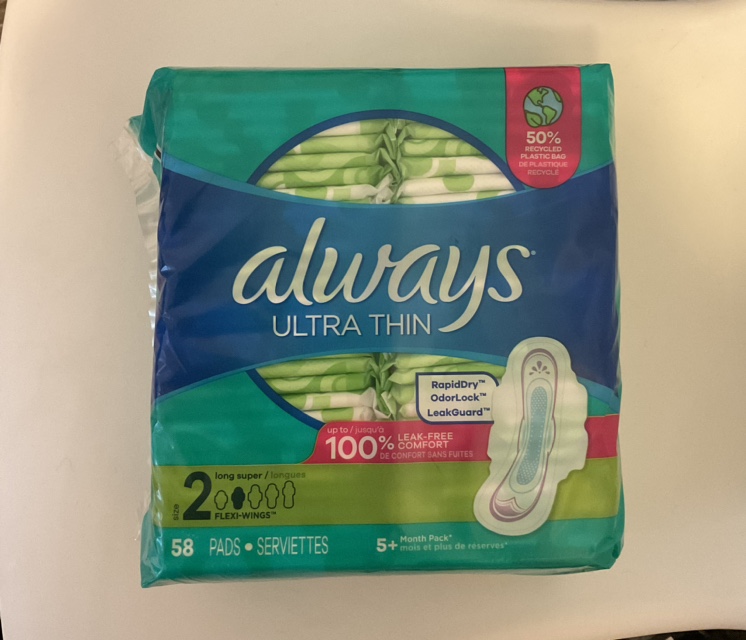 50%
RECYCLED
PLASTIC BAG
DE PLASTIQUE
RECYCLÉ
always
ULTRA THIN
RapidDry™
OdorLock™
LeakGuard™
up to / jusqu'à
100% LEAK-FREE
COMFORT
DE CONFORT SANS FUITES
size 2 long super / longues
FLEXI-WINGS™
58 PADS • SERVIETTES
5+ Month Pack*
mois et plus de réserves*